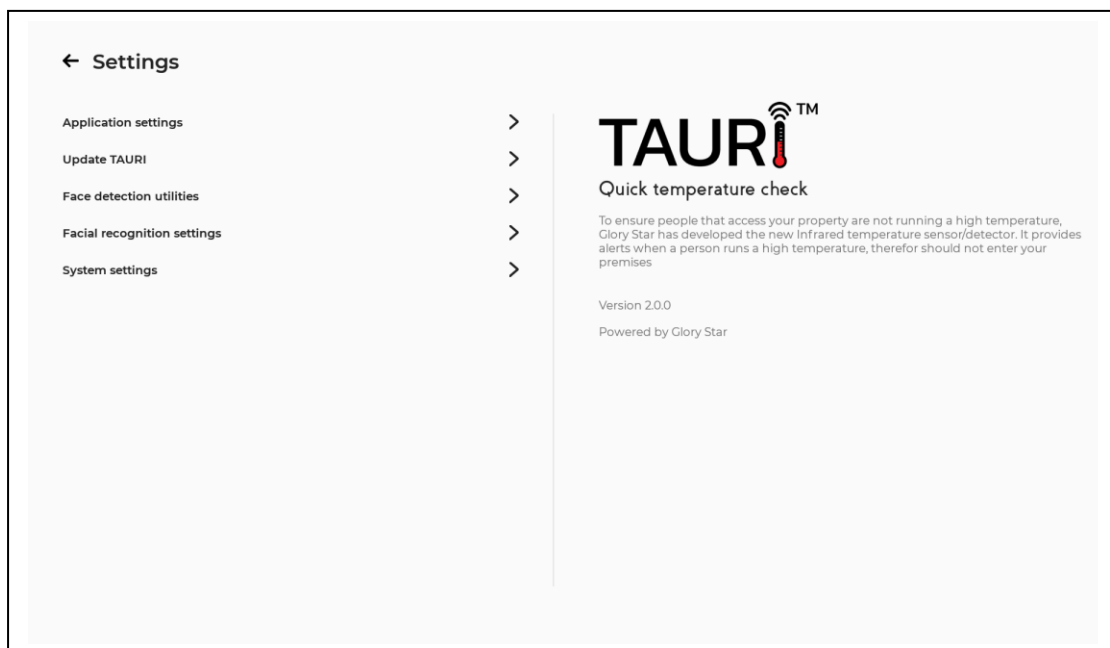 ← Settings
Application settings
Update TAURI
Face detection utilities
Facial recognition settings
System settings
TAURI™
Quick temperature check
To ensure people that access your property are not running a high temperature,
Glory Star has developed the new Infrared temperature sensor/detector. It provides
alerts when a person runs a high temperature, therefor should not enter your
premises
Version 2.0.0
Powered by Glory Star